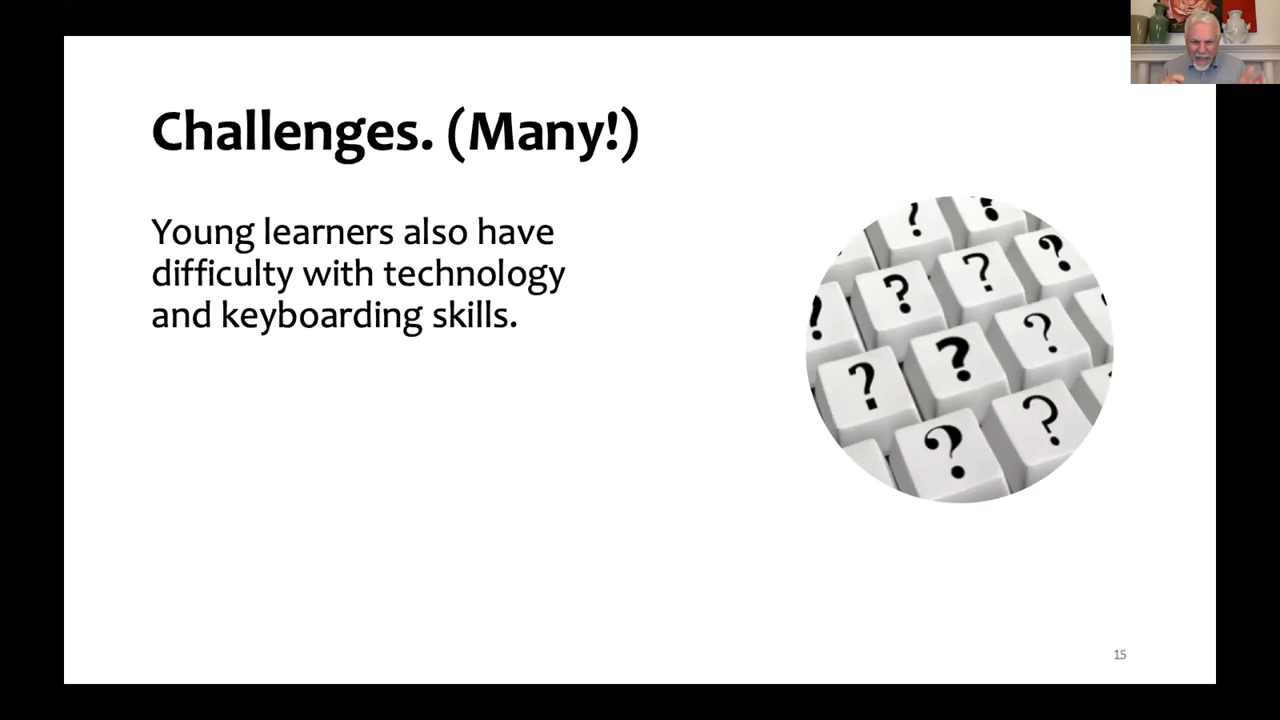 Challenges. (Many!)
Young learners also have
difficulty with technology
and keyboarding skills.
? ?
? ? ?
? ? ? ?
? ?
15